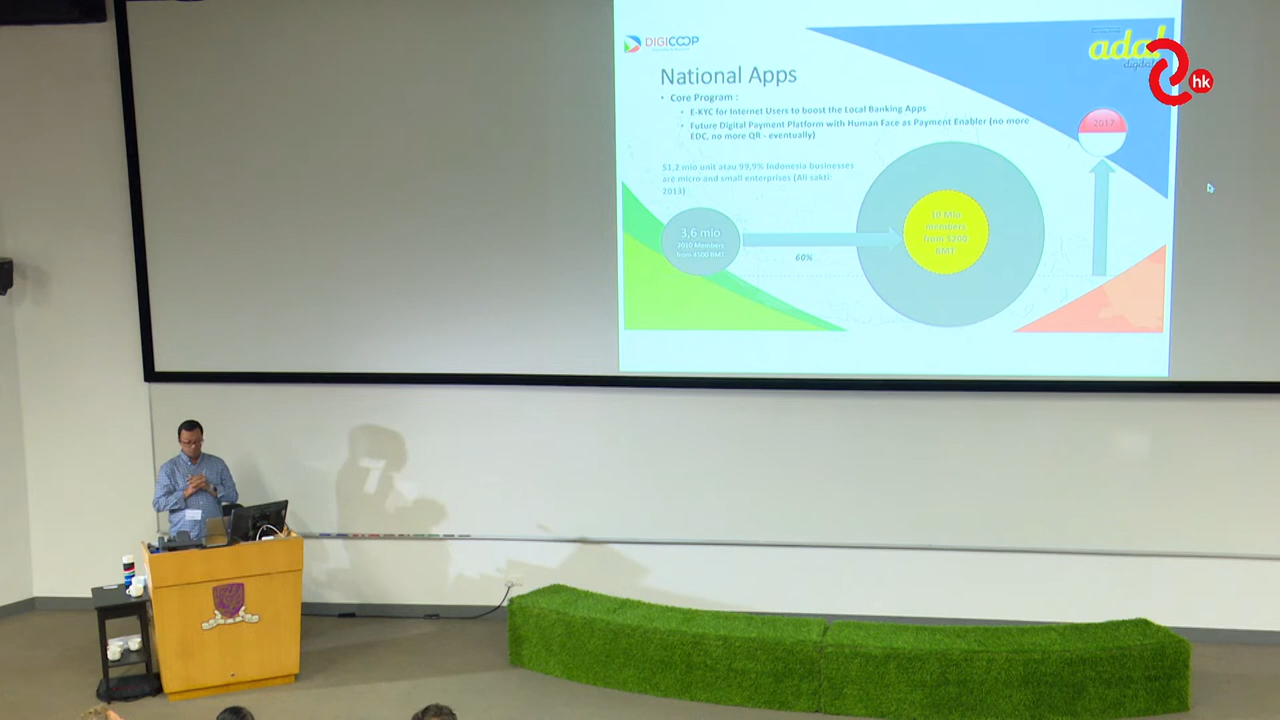 DIGICOOP
ada!
digital
hk
National Apps
Core Program :
E-KYC for Internet Users to boost the Local Banking Apps
Future Digital Payment Platform with Human Face as Payment Enabler (no more
EDC, no more QR - eventually)
2017
51,2 mio unit atau 99,9% Indonesia businesses
are micro and small enterprises (Ali sakti:
2013)
3,6 mio
2010 Members
from 4500 BMT
60%
10 Mio
members
from 5200
BMT